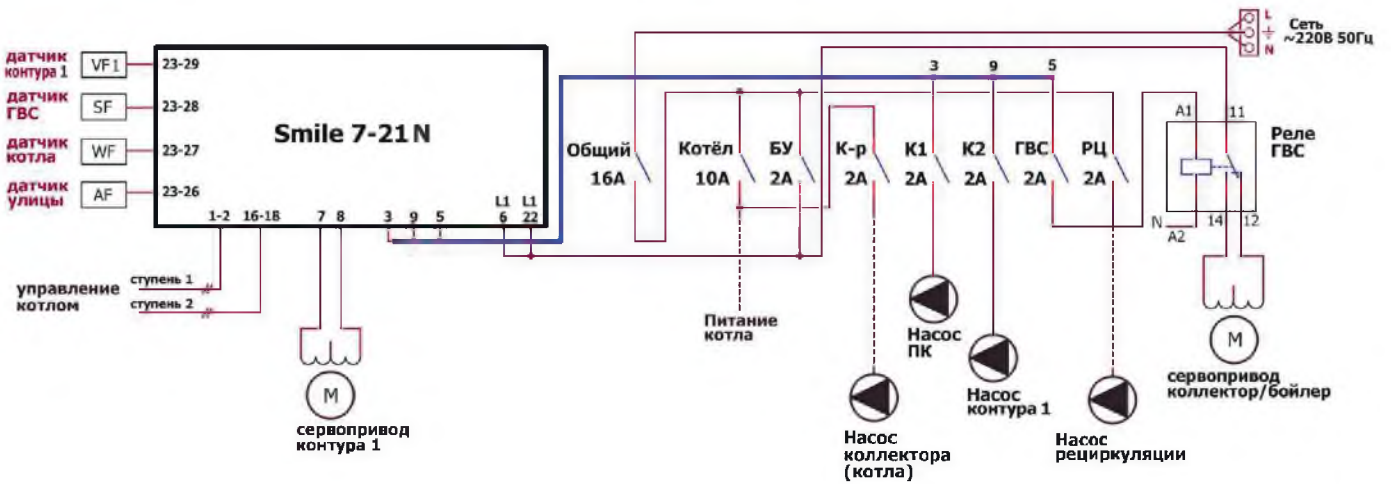 L
Сеть
~220В 50Гц
N
датчик
контура 1
VF1
23-29
3
9
5
датчик
ГВС
SF
23-28
Smile 7-21 N
A1
11
Реле
ГВС
датчик
котла
WF
23-27
Общий
16А
Котёл
10А
БУ
2А
К-р
2А
К1
2А
К2
2А
ГВС
2А
РЦ
2А
датчик
улицы
AF
23-26
1-2
16-18
7
8
3
9
5
L1
6
L1
22
N
A2
14
12
управление
котлом
ступень 1
ступень 2
Питание
котла
Насос
ПК
M
сервопривод
контура 1
Насос
контура 1
M
сервопривод
коллектор/бойлер
Насос
коллектора
(котла)
Насос
рециркуляции